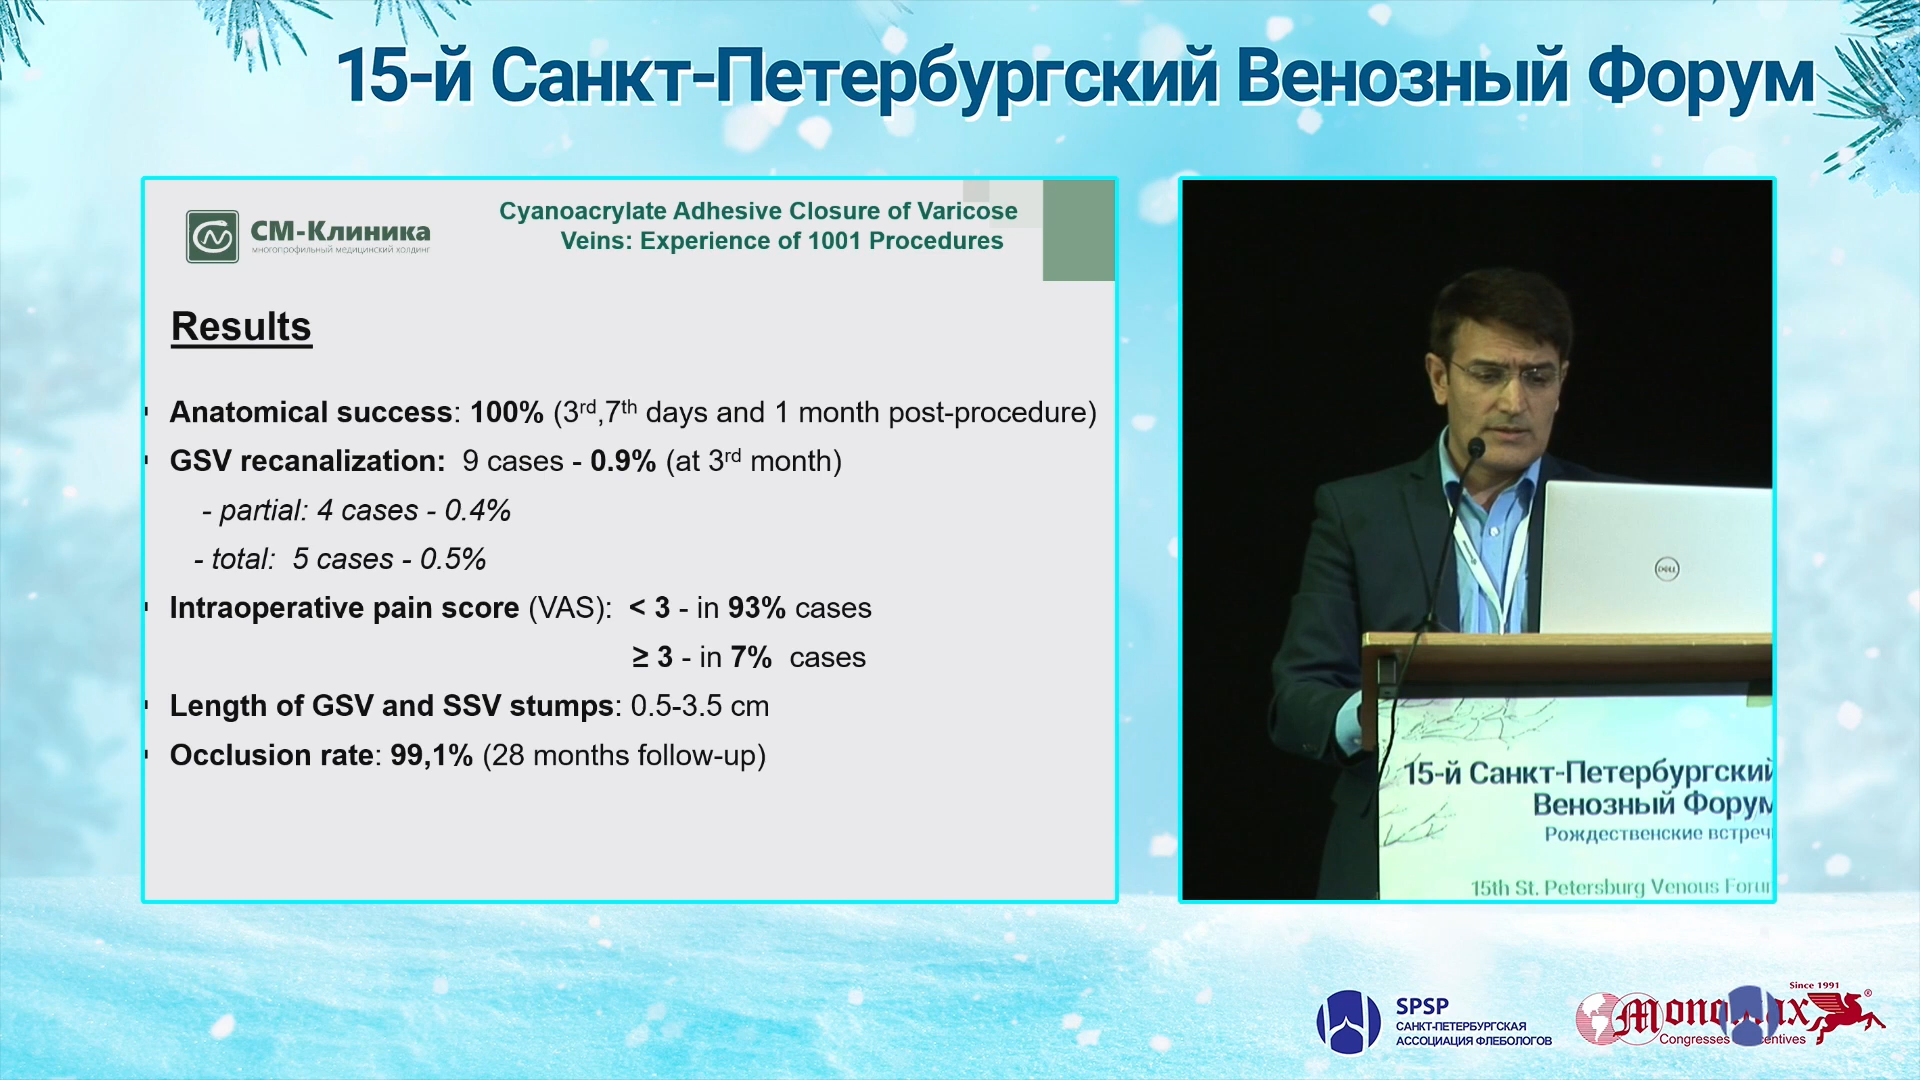 15-й Санкт-Петербургский Венозный Форум
СМ-Клиника
многопрофильный медицинский холдинг
Cyanoacrylate Adhesive Closure of Varicose
Veins: Experience of 1001 Procedures
Results
Anatomical success: 100% (3rd,7th days and 1 month post-procedure)
GSV recanalization: 9 cases - 0.9% (at 3rd month)
- partial: 4 cases - 0.4%
- total: 5 cases - 0.5%
Intraoperative pain score (VAS): < 3 - in 93% cases
≥ 3 - in 7% cases
Length of GSV and SSV stumps: 0.5-3.5 cm
Occlusion rate: 99,1% (28 months follow-up)
DELL
15-й Санкт-Петербургский
Венозный Форум
Рождественские встречи
15th St. Petersburg Venous Forum
SPSP
САНКТ-ПЕТЕРБУРГСКАЯ
АССОЦИАЦИЯ ФЛЕБОЛОГОВ
Since 1991
Congresses